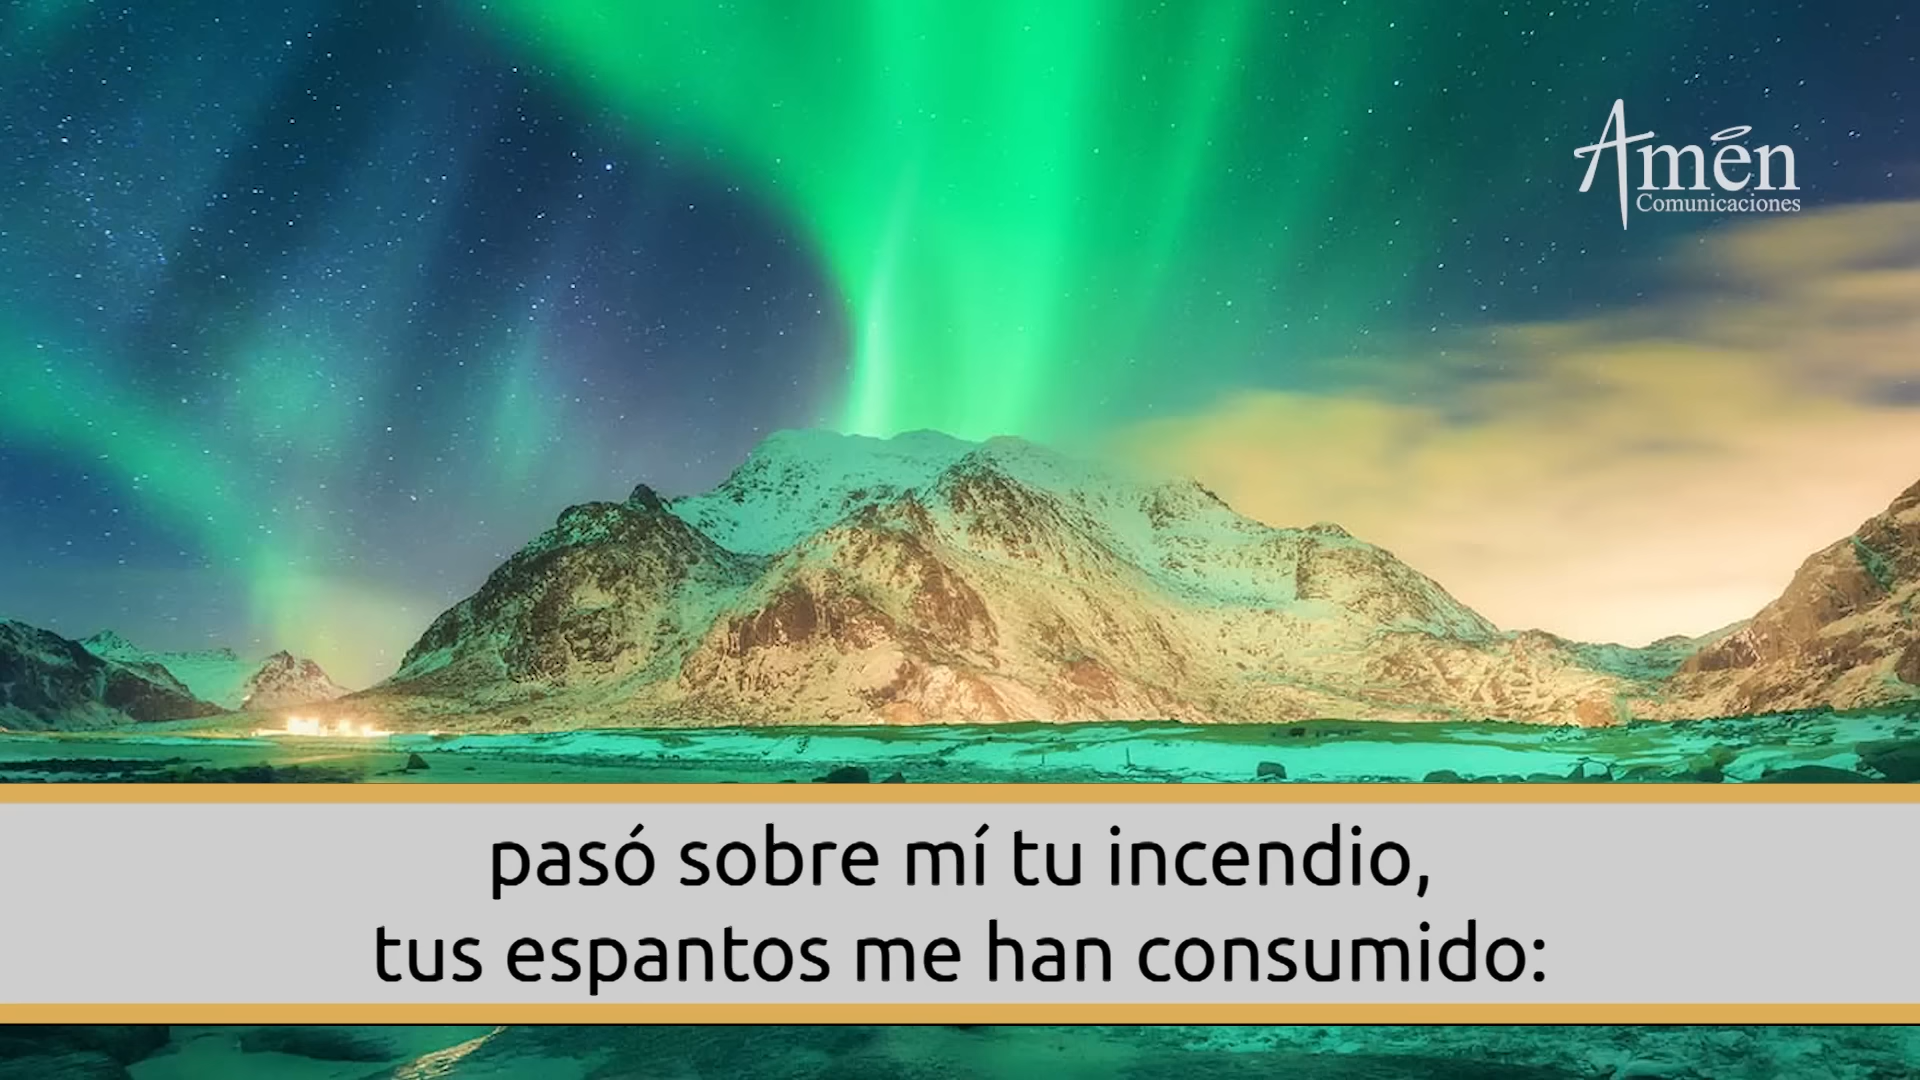 Amén
Comunicaciones
pasó sobre mí tu incendio,
tus espantos me han consumido: